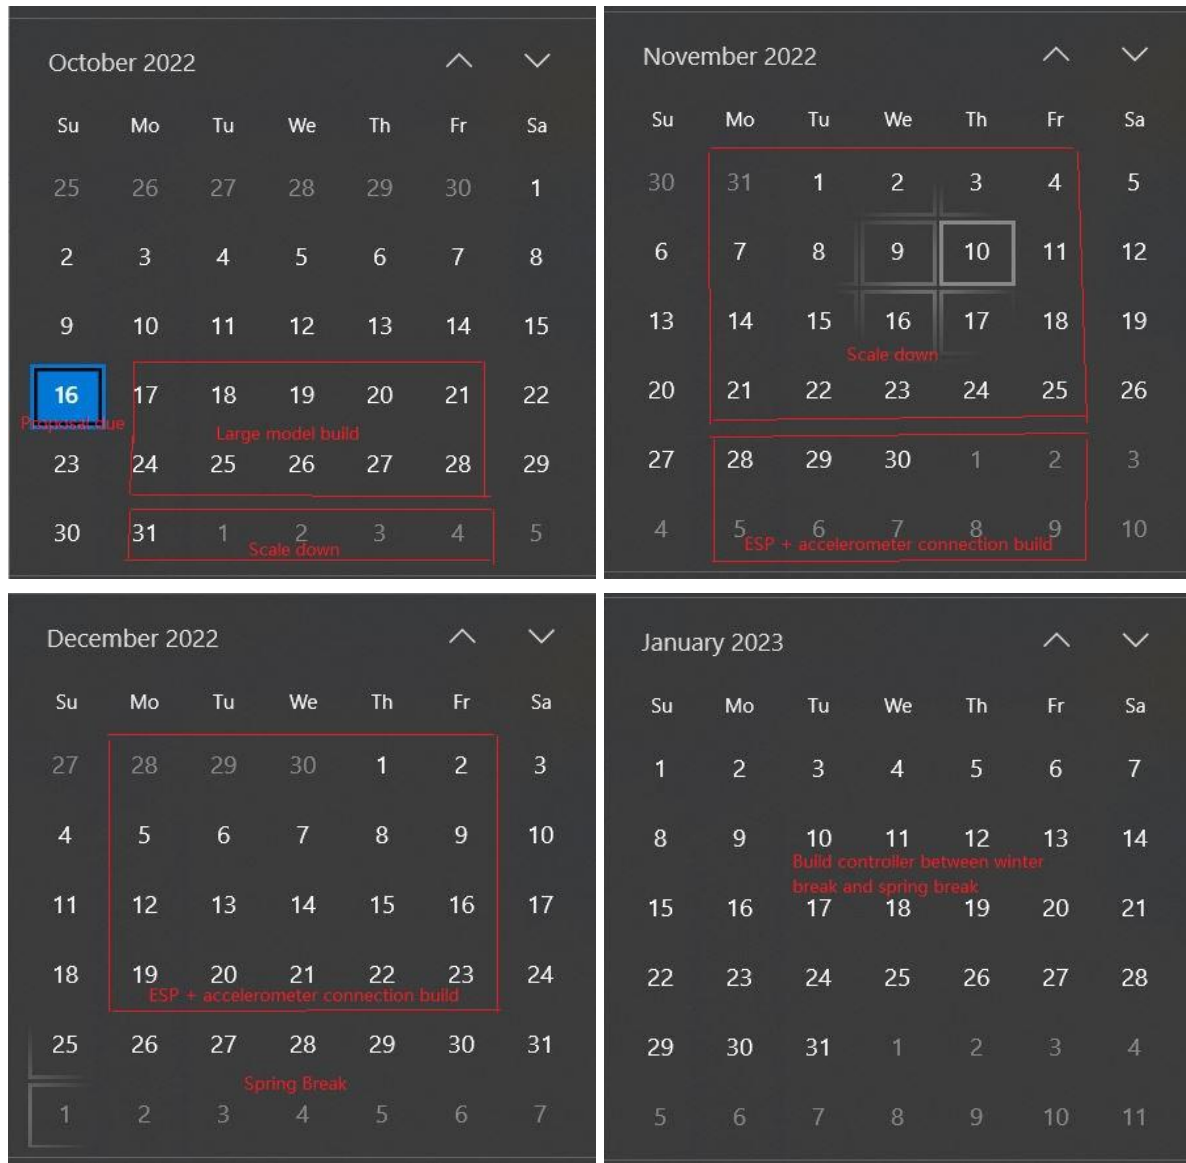 October 2022
Su Mo Tu We Th Fr Sa
25 26 27 28 29 30 1
2 3 4 5 6 7 8
9 10 11 12 13 14 15
16 17 18 19 20 21 22
Proposal due
Large model build
23 24 25 26 27 28 29
30 31 1 2 3 4 5
Scale down
November 2022
Su Mo Tu We Th Fr Sa
30 31 1 2 3 4 5
6 7 8 9 10 11 12
13 14 15 16 17 18 19
Scale down
20 21 22 23 24 25 26
27 28 29 30 1 2 3
4 5 6 7 8 9 10
ESP + accelerometer connection build
December 2022
Su Mo Tu We Th Fr Sa
27 28 29 30 1 2 3
4 5 6 7 8 9 10
11 12 13 14 15 16 17
18 19 20 21 22 23 24
ESP + accelerometer connection build
25 26 27 28 29 30 31
Spring Break
1 2 3 4 5 6 7
January 2023
Su Mo Tu We Th Fr Sa
1 2 3 4 5 6 7
8 9 10 11 12 13 14
Build controller between winter
break and spring break
15 16 17 18 19 20 21
22 23 24 25 26 27 28
29 30 31 1 2 3 4
5 6 7 8 9 10 11